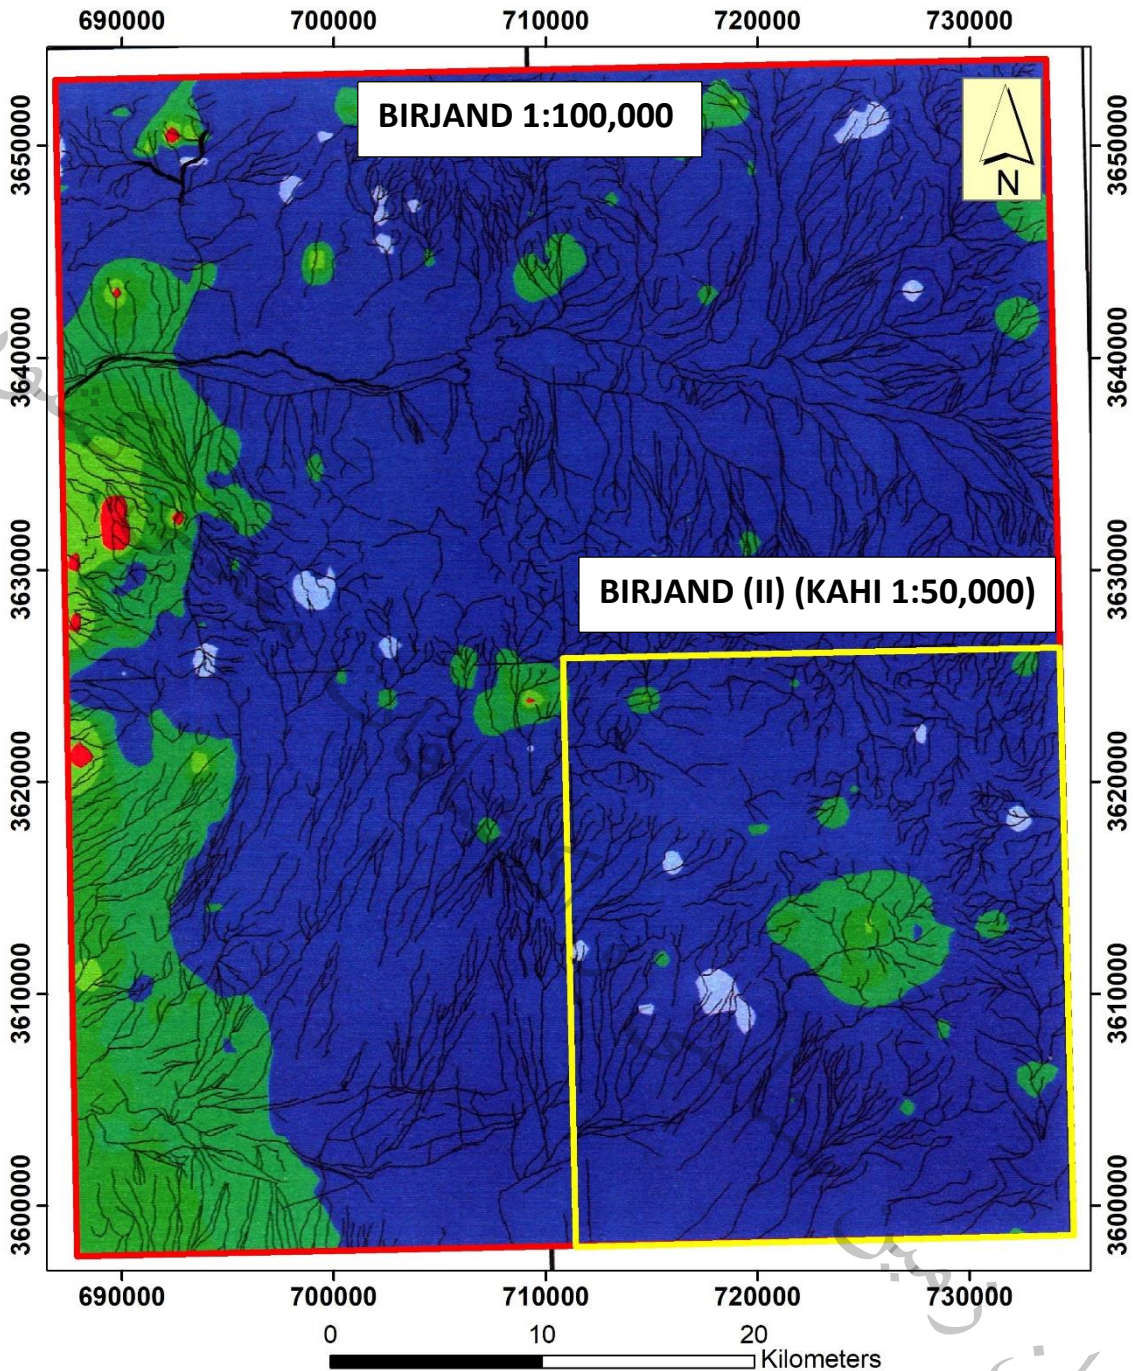 690000 700000 710000 720000 730000
BIRJAND 1:100,000
N
3650000 3650000
3640000 3640000
3630000 3630000
BIRJAND (II) (KAHI 1:50,000)
3620000 3620000
3610000 3610000
3600000 3600000
690000 700000 710000 720000 730000
0 10 20
Kilometers